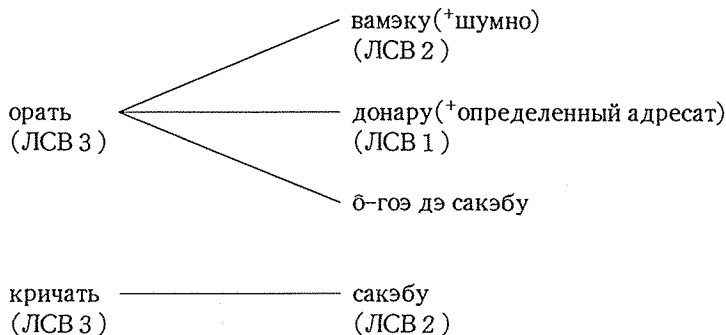 вамэку(⁺шумно)
(ЛСВ 2)
орать
(ЛСВ 3)
донару(⁺определенный адресат)
(ЛСВ 1)
о̂-гоэ дэ сакэбу
кричать
(ЛСВ 3)
сакэбу
(ЛСВ 2)